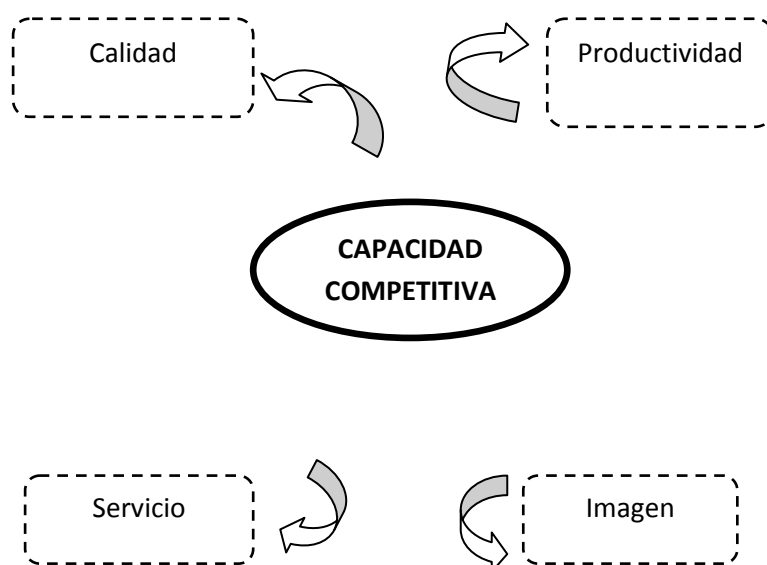 Calidad
Productividad
CAPACIDAD
COMPETITIVA
Servicio
Imagen